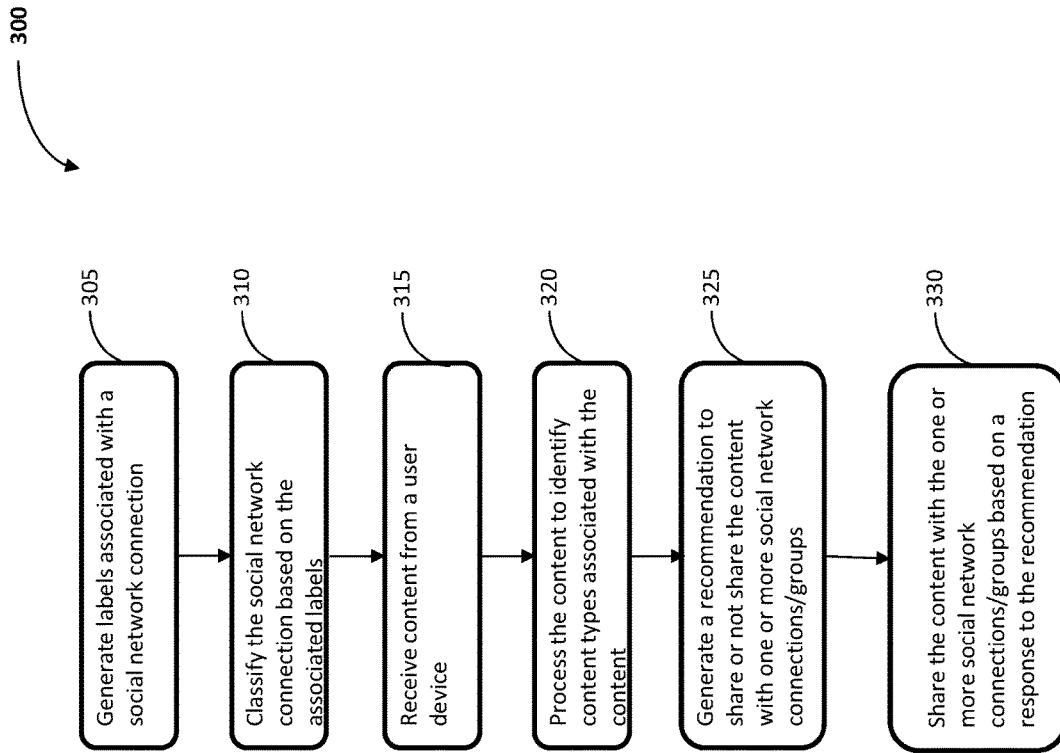 300
305
Generate labels associated with a
social network connection
310
Classify the social network
connection based on the
associated labels
315
Receive content from a user
device
320
Process the content to identify
content types associated with the
content
325
Generate a recommendation to
share or not share the content
with one or more social network
connections/groups
330
Share the content with the one or
more social network
connections/groups based on a
response to the recommendation